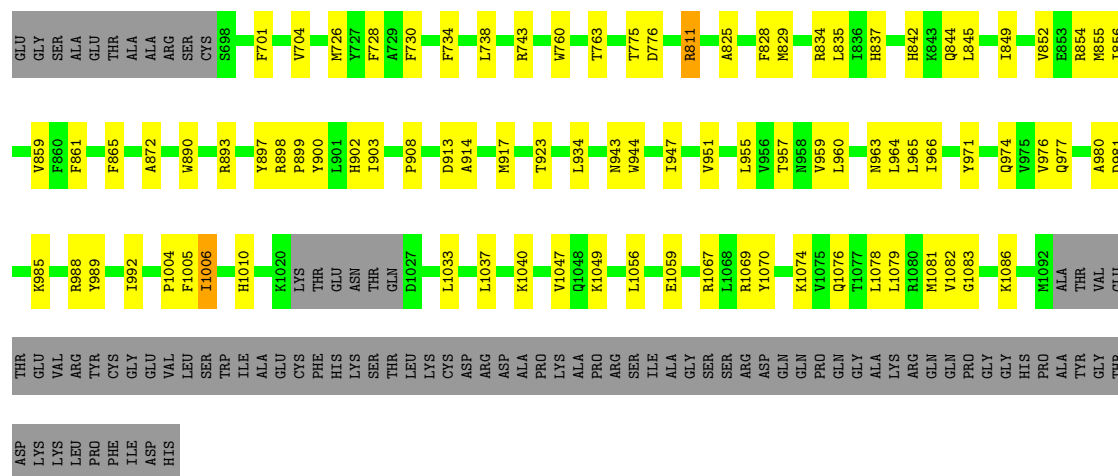 GLU GLY SER ALA GLU THR ALA ALA ARG SER CYS S698 F701 V704 M726 Y727 F728 A729 F730 F734 L738 R743 W760 T763 T775 D776 R811 A825 F828 M829 R834 L835 I836 H837 H842 K843 Q844 L845 I849 V852 E853 R854 M855 I856
V859 F860 F861 F865 A872 W890 R893 Y897 R898 P899 Y900 L901 H902 I903 P908 D913 A914 M917 T923 L934 N943 W944 I947 V951 L955 V956 T957 N958 V959 L960 N963 L964 L965 I966 Y971 Q974 V975 V976 Q977 A980 D981
K985 R988 Y989 I992 P1004 F1005 I1006 H1010 K1020 LYS THR GLU ASN THR GLN D1027 L1033 L1037 K1040 V1047 Q1048 K1049 L1056 E1059 R1067 L1068 R1069 Y1070 K1074 V1075 Q1076 T1077 L1078 L1079 R1080 M1081 V1082 G1083 K1086 M1092 ALA THR VAL GLU
THR GLU VAL ARG TYR CYS GLY GLU VAL LEU SER TRP ILE ALA GLU CYS PHE HIS LYS SER THR LEU LYS CYS ASP ARG ASP ALA PRO LYS ALA PRO ARG SER ILE ALA GLY SER SER ARG ASP GLN GLN PRO GLN GLY ALA LYS ARG GLN GLN PRO GLY GLY HIS PRO ALA TYR GLY THR
ASP LYS LYS LEU PRO PHE ILE ASP HIS